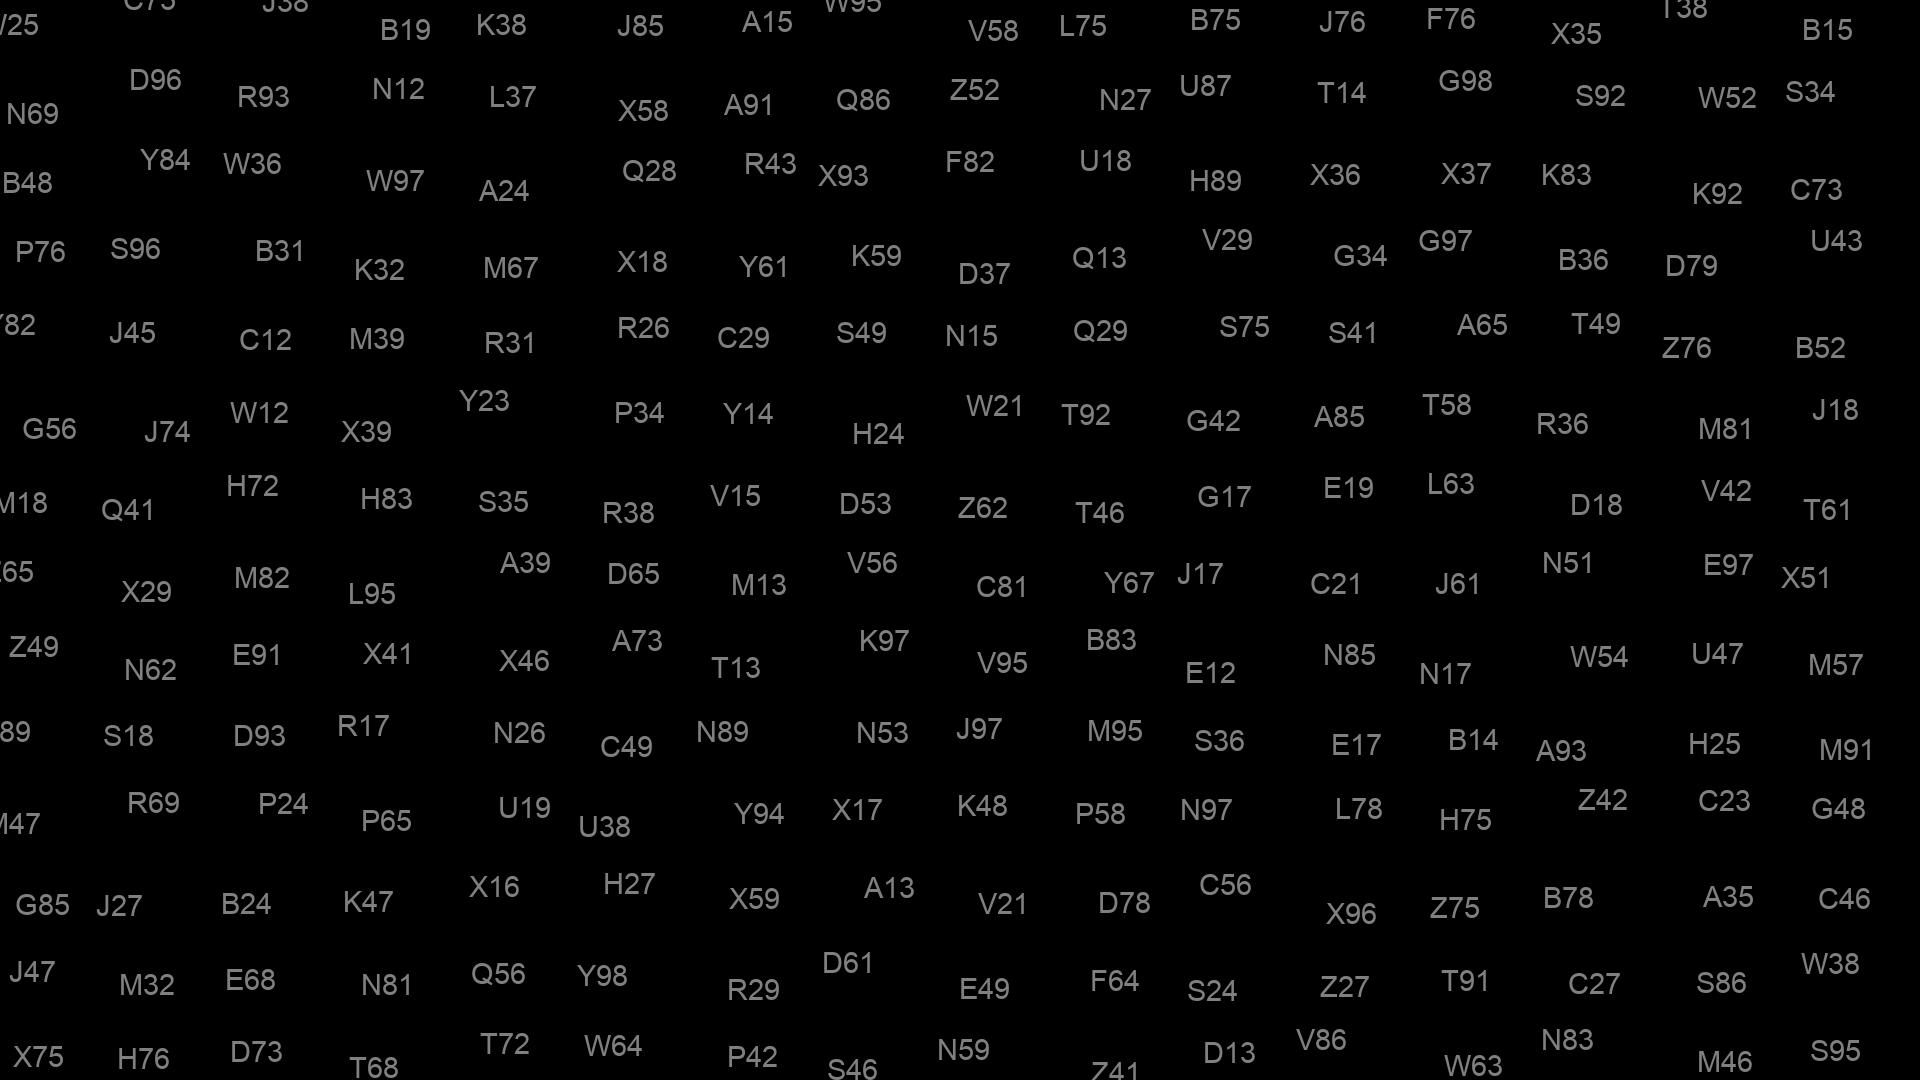 J38 B19 K38 J85 A15 W95 V58 L75 B75 J76 F76 X35 T38 B15
N69 D96 R93 N12 L37 X58 A91 Q86 Z52 N27 U87 T14 G98 S92 W52 S34
B48 Y84 W36 W97 A24 Q28 R43 X93 F82 U18 H89 X36 X37 K83 K92 C73
P76 S96 B31 K32 M67 X18 Y61 K59 D37 Q13 V29 G34 G97 B36 D79 U43
Y82 J45 C12 M39 R31 R26 C29 S49 N15 Q29 S75 S41 A65 T49 Z76 B52
G56 J74 W12 X39 Y23 P34 Y14 H24 W21 T92 G42 A85 T58 R36 M81 J18
M18 Q41 H72 H83 S35 R38 V15 D53 Z62 T46 G17 E19 L63 D18 V42 T61
X29 M82 L95 A39 D65 M13 V56 C81 Y67 J17 C21 J61 N51 E97 X51
Z49 N62 E91 X41 X46 A73 T13 K97 V95 B83 E12 N85 N17 W54 U47 M57
S18 D93 R17 N26 C49 N89 N53 J97 M95 S36 E17 B14 A93 H25 M91
M47 R69 P24 P65 U19 U38 Y94 X17 K48 P58 N97 L78 H75 Z42 C23 G48
G85 J27 B24 K47 X16 H27 X59 A13 V21 D78 C56 X96 Z75 B78 A35 C46
J47 M32 E68 N81 Q56 Y98 R29 D61 E49 F64 S24 Z27 T91 C27 S86 W38
X75 H76 D73 T68 T72 W64 P42 S46 N59 Z41 D13 V86 W63 N83 M46 S95